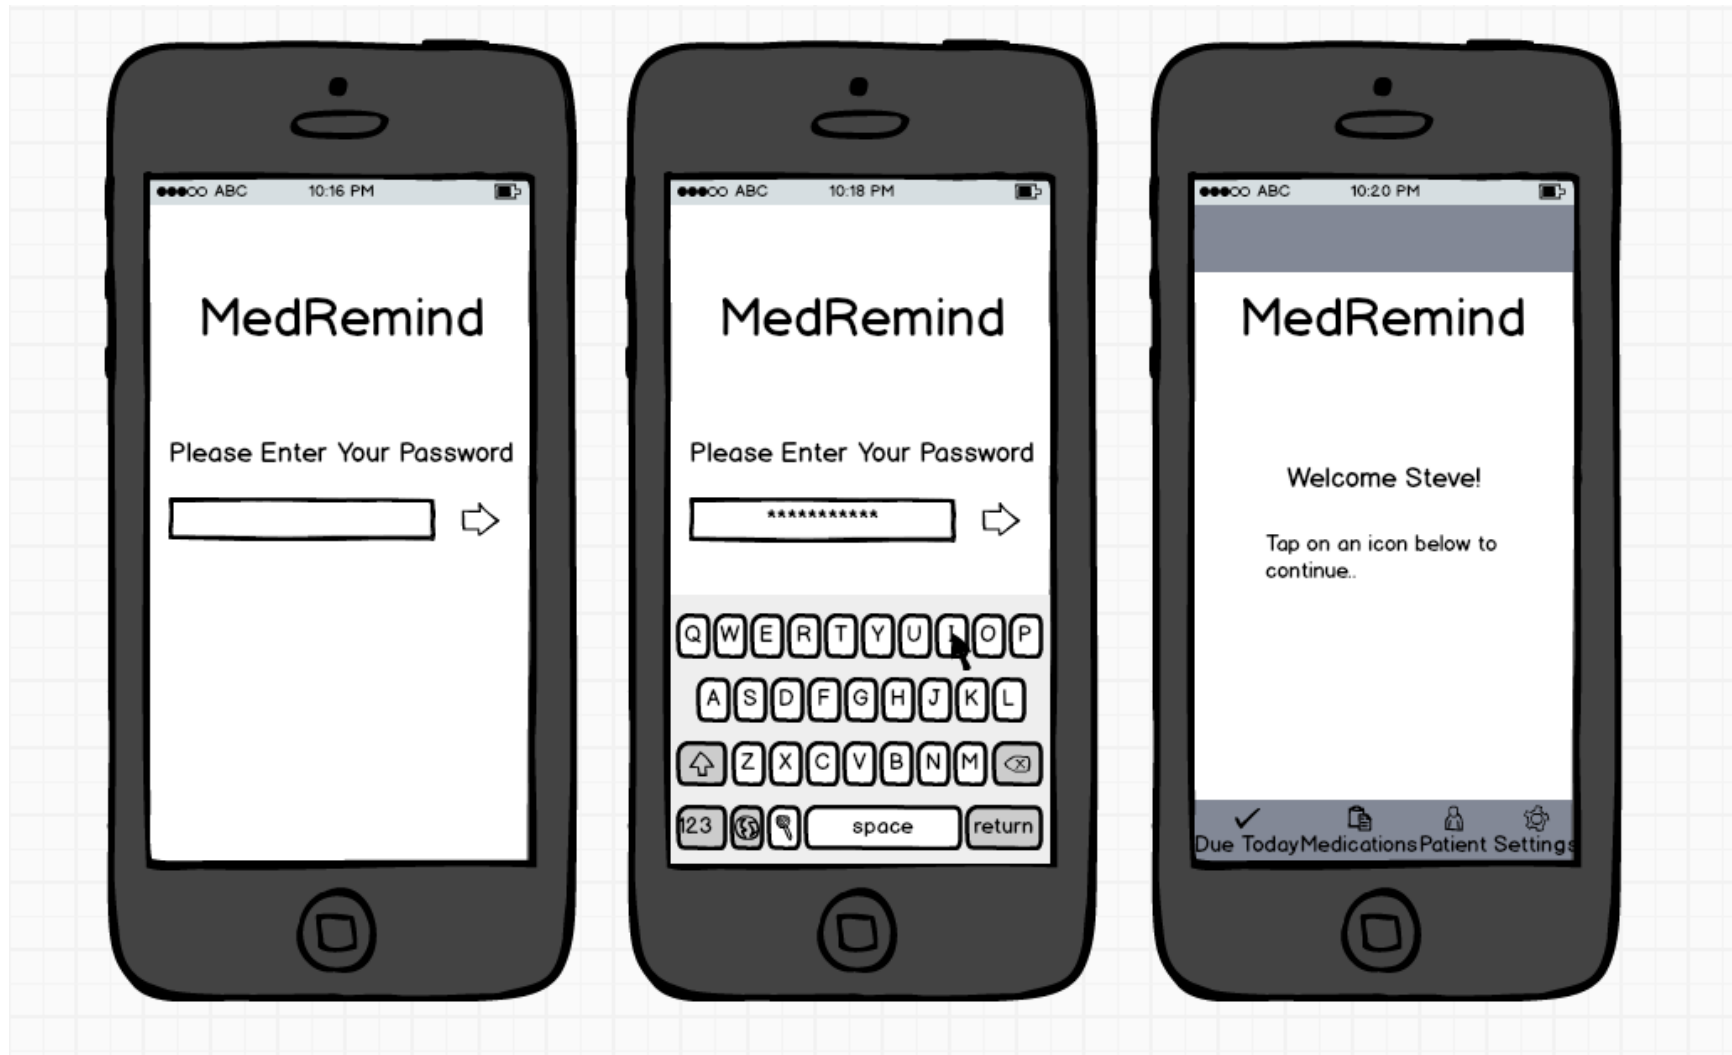 ABC 10:16 PM
MedRemind
Please Enter Your Password
ABC 10:18 PM
MedRemind
Please Enter Your Password
***********
Q W E R T Y U I O P
A S D F G H J K L
Z X C V B N M
123 space return
ABC 10:20 PM
MedRemind
Welcome Steve!
Tap on an icon below to
continue..
Due Today Medications Patient Settings